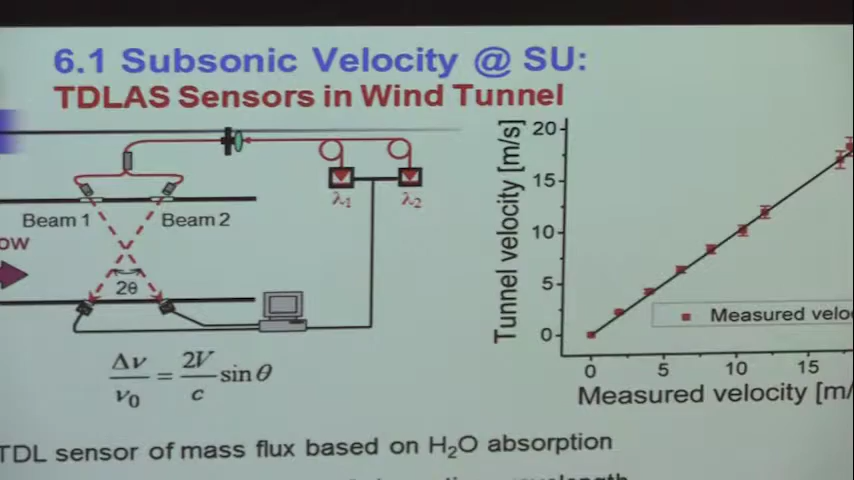 6.1 Subsonic Velocity @ SU:
TDLAS Sensors in Wind Tunnel
Beam 1
Beam 2
λ1
λ2
2θ
Δν/ν0 = 2V/c sinθ
Tunnel velocity [m/s]
20
15
10
5
0
0 5 10 15
Measured
Measured velocity
TDL sensor of mass flux based on H2O absorption